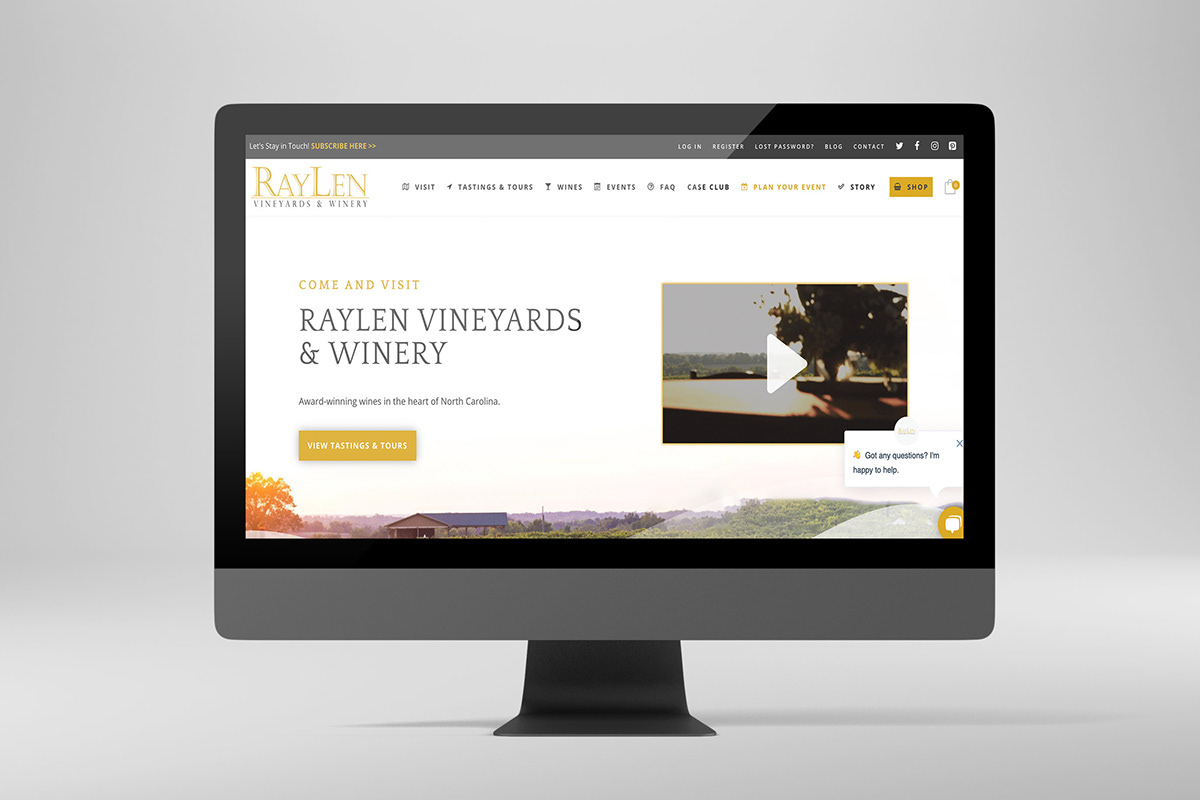 Let's Stay in Touch! SUBSCRIBE HERE >>
LOG IN REGISTER LOST PASSWORD? BLOG CONTACT
RAYLEN
VINEYARDS & WINERY
VISIT TASTINGS & TOURS WINES EVENTS FAQ CASE CLUB PLAN YOUR EVENT STORY SHOP 0
COME AND VISIT
RAYLEN VINEYARDS
& WINERY
Award-winning wines in the heart of North Carolina.
VIEW TASTINGS & TOURS
RAYLEN
👋 Got any questions? I'm
happy to help.
X